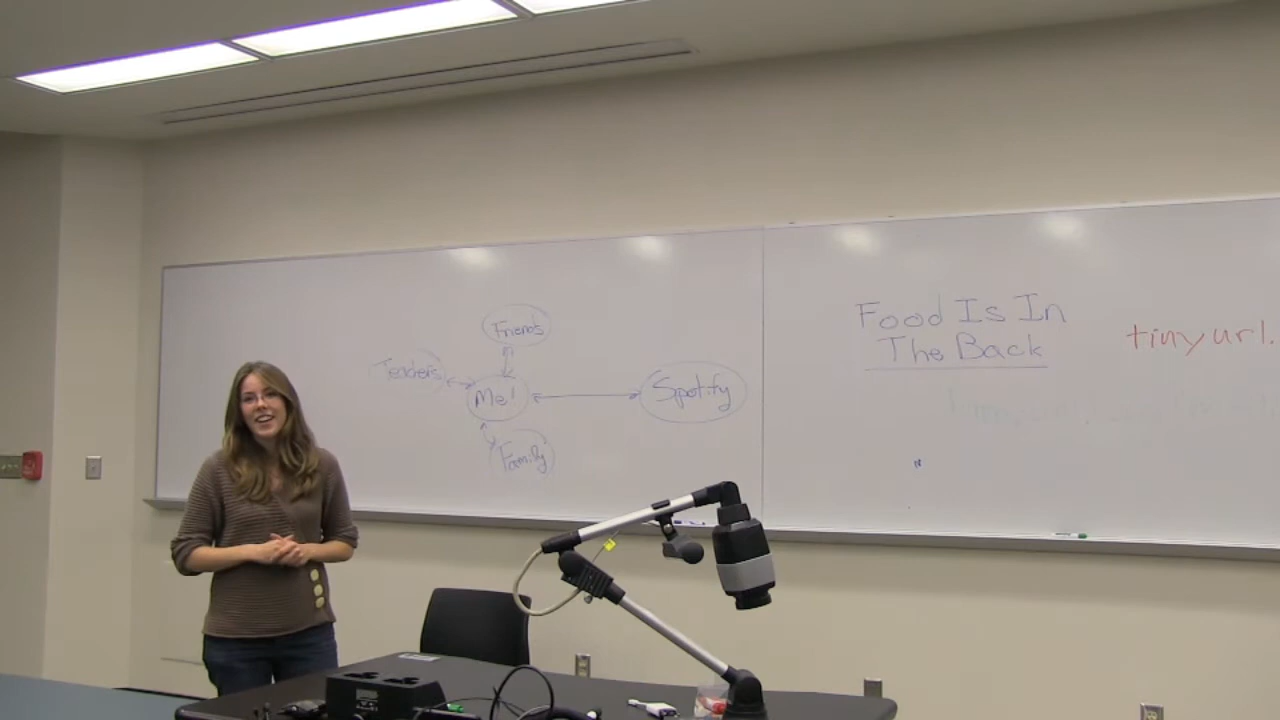 Friends
Teachers
Me!
Spotify
Family
Food Is In
The Back
tinyurl.